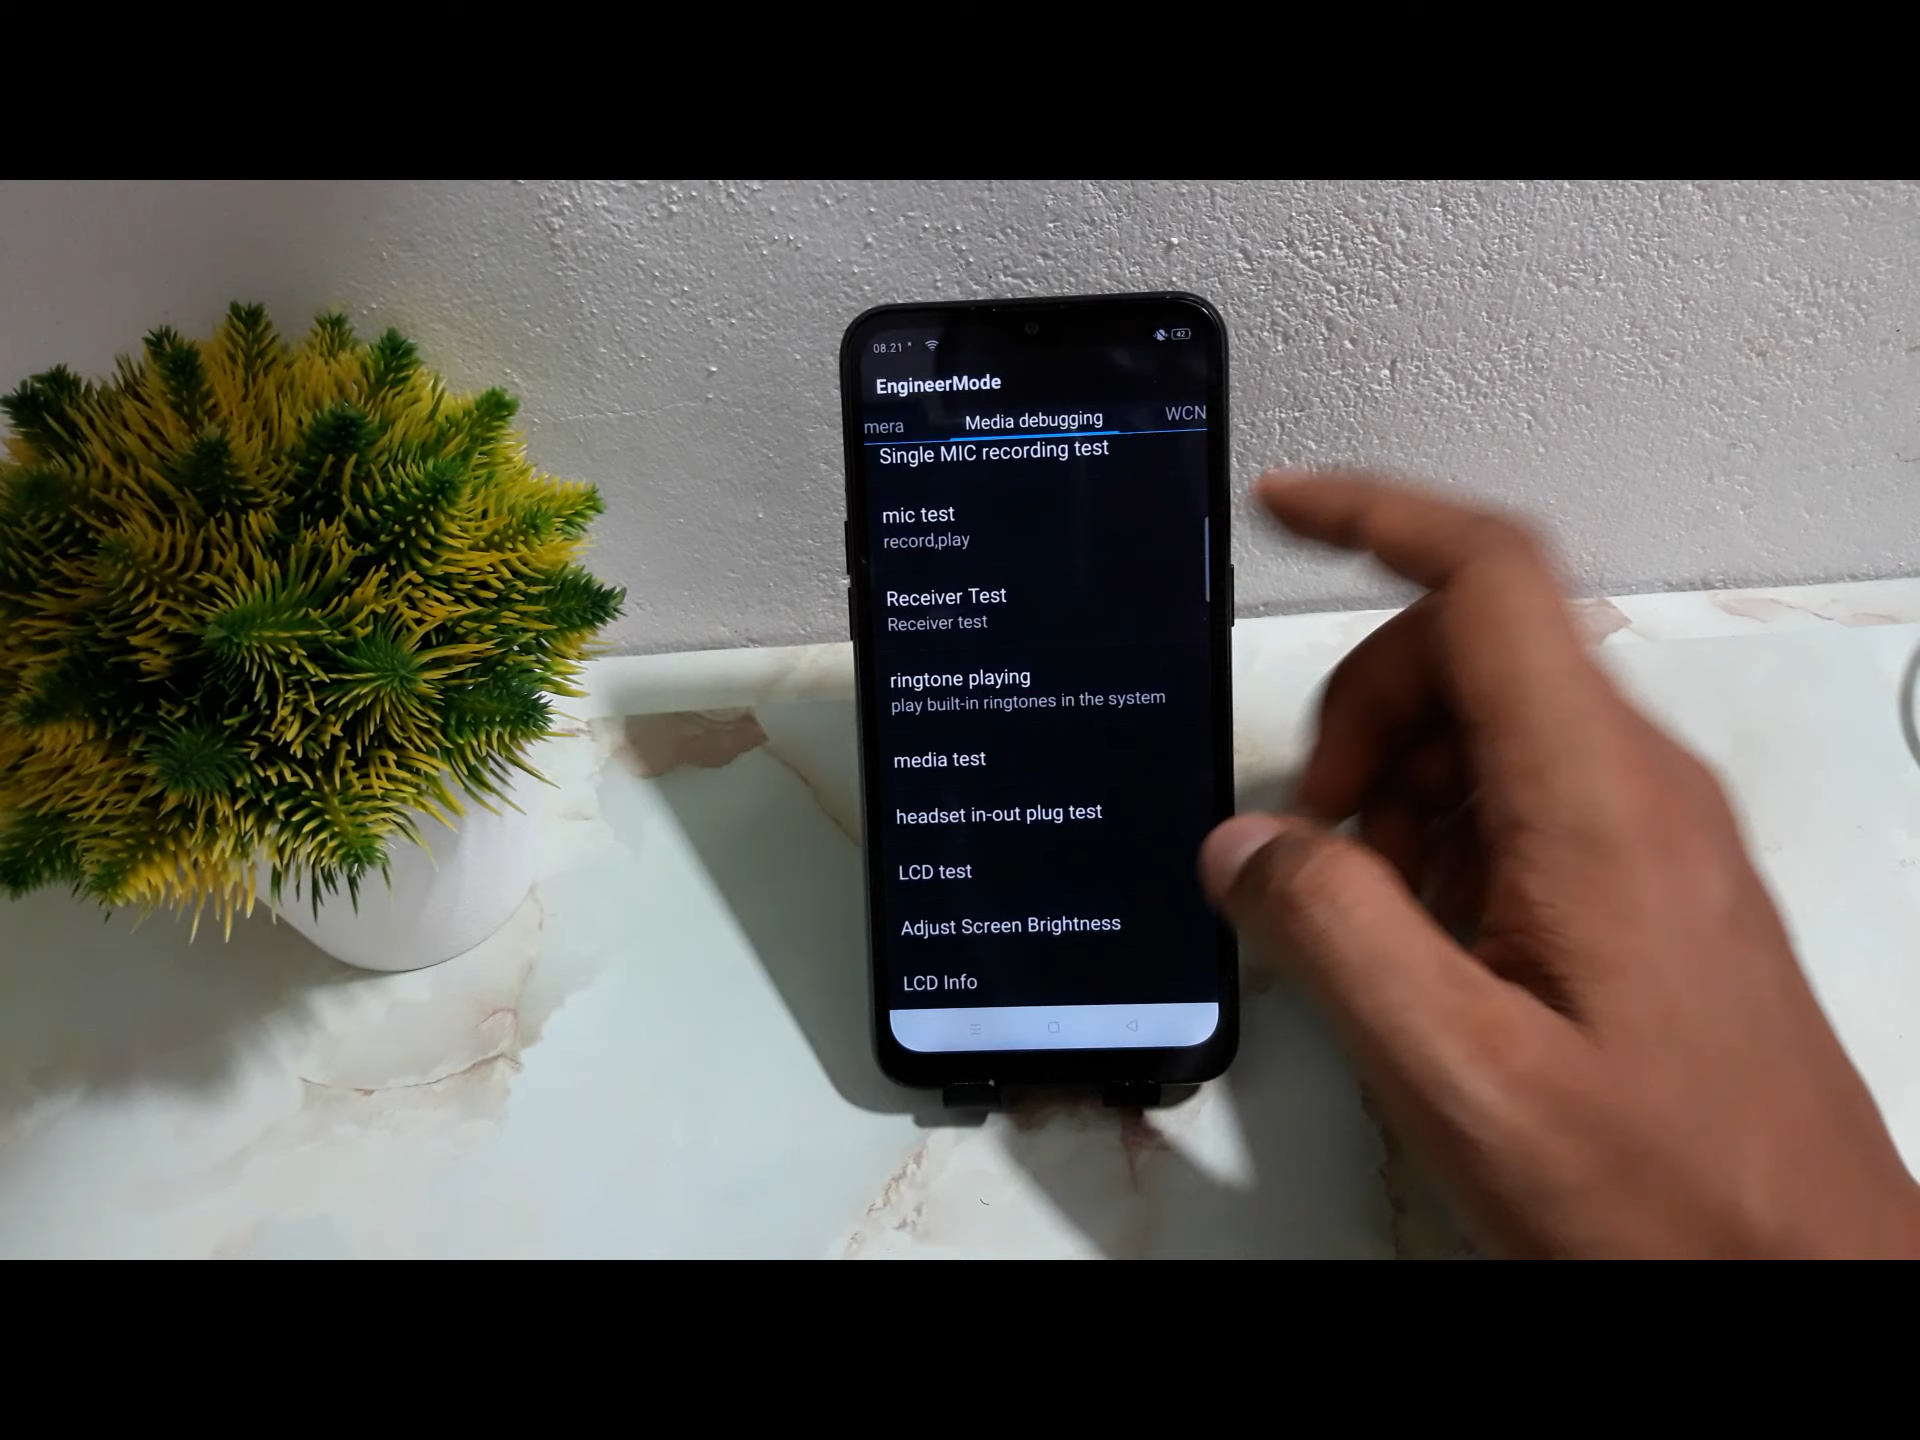 08.21
42
EngineerMode
mera Media debugging WCN
Single MIC recording test
mic test
record,play
Receiver Test
Receiver test
ringtone playing
play built-in ringtones in the system
media test
headset in-out plug test
LCD test
Adjust Screen Brightness
LCD Info